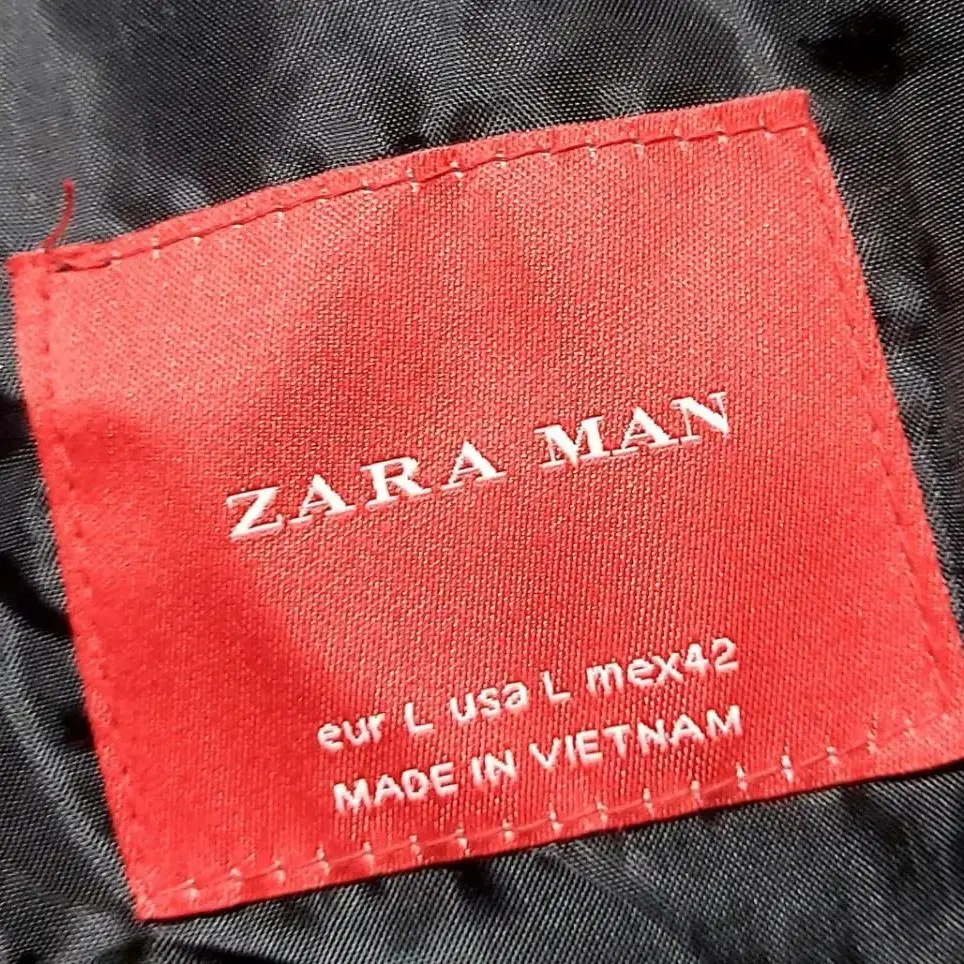 ZARA MAN
eur L usa L mex42
MADE IN VIETNAM